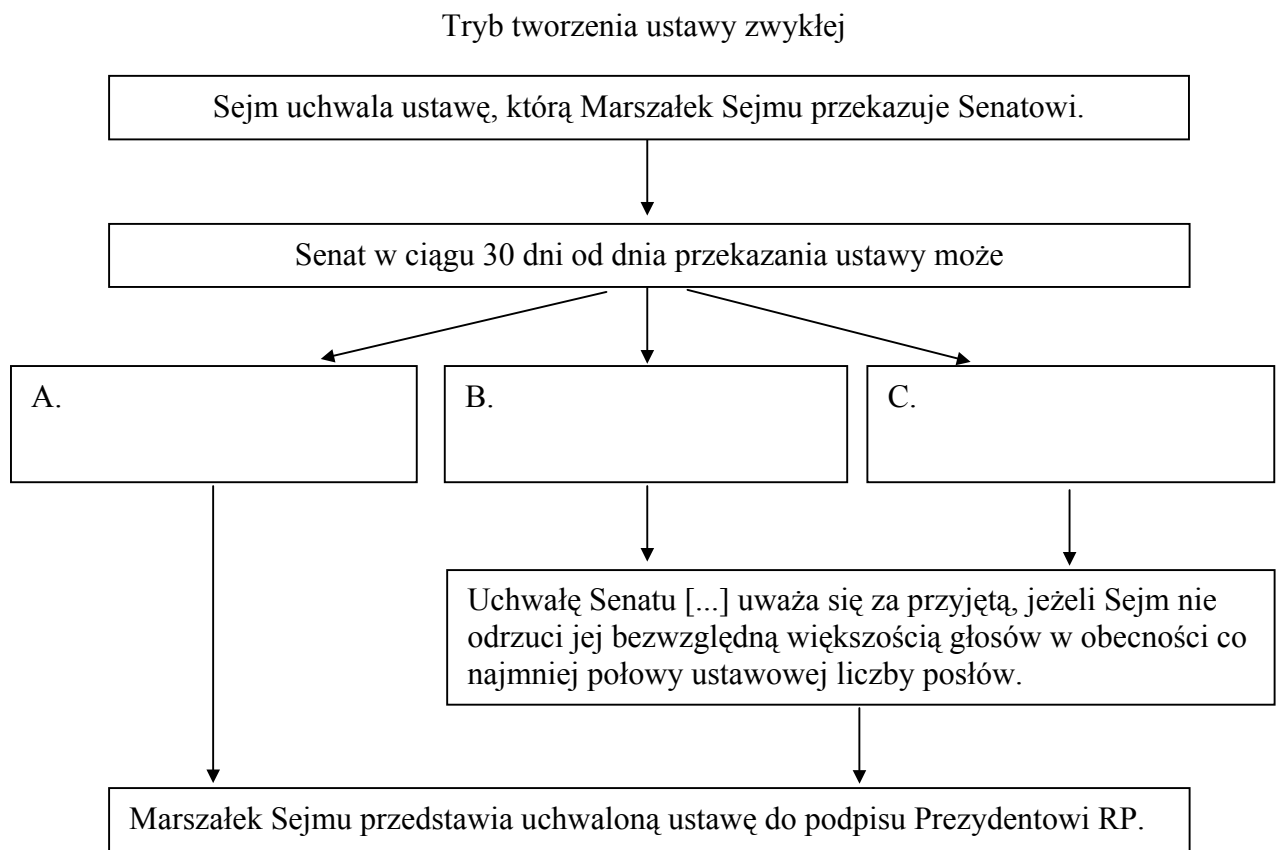 Tryb tworzenia ustawy zwykłej
Sejm uchwala ustawę, którą Marszałek Sejmu przekazuje Senatowi.
Senat w ciągu 30 dni od dnia przekazania ustawy może
A.
B.
C.
Uchwałę Senatu [...] uważa się za przyjętą, jeżeli Sejm nie
odrzuci jej bezwzględną większością głosów w obecności co
najmniej połowy ustawowej liczby posłów.
Marszałek Sejmu przedstawia uchwaloną ustawę do podpisu Prezydentowi RP.